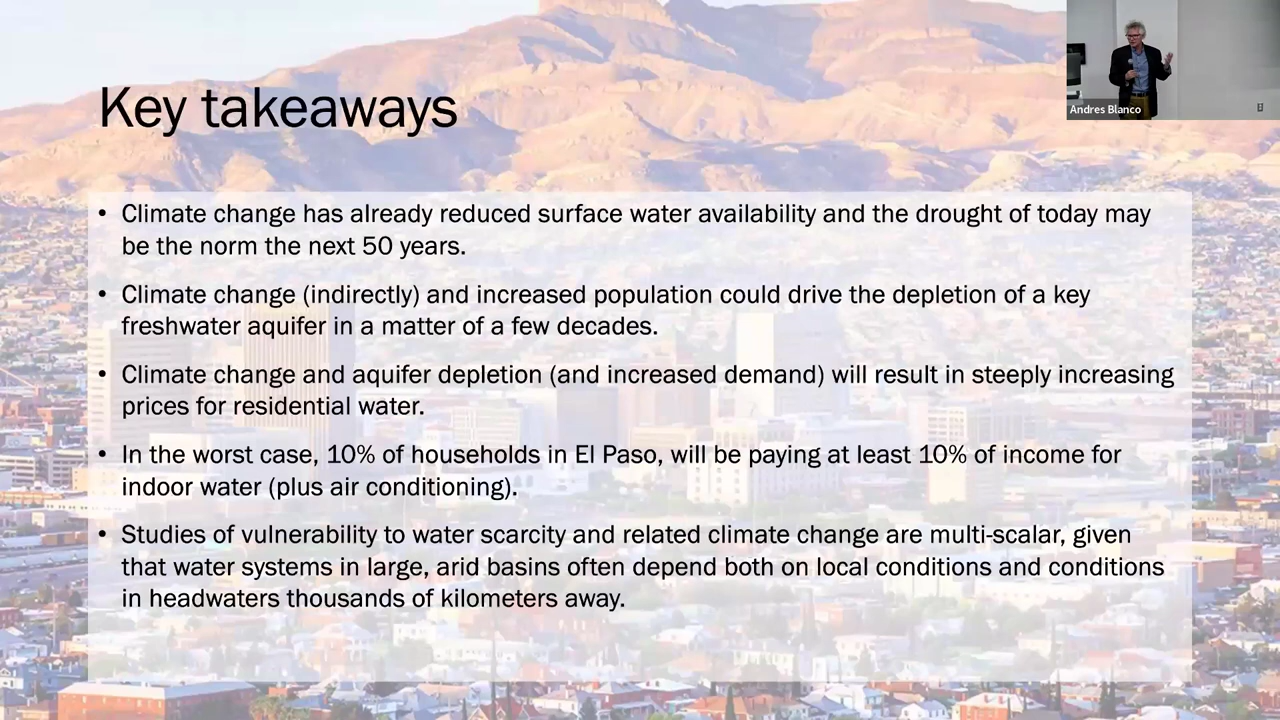 Andres Blanco
Key takeaways
• Climate change has already reduced surface water availability and the drought of today may
be the norm the next 50 years.
• Climate change (indirectly) and increased population could drive the depletion of a key
freshwater aquifer in a matter of a few decades.
• Climate change and aquifer depletion (and increased demand) will result in steeply increasing
prices for residential water.
• In the worst case, 10% of households in El Paso, will be paying at least 10% of income for
indoor water (plus air conditioning).
• Studies of vulnerability to water scarcity and related climate change are multi-scalar, given
that water systems in large, arid basins often depend both on local conditions and conditions
in headwaters thousands of kilometers away.